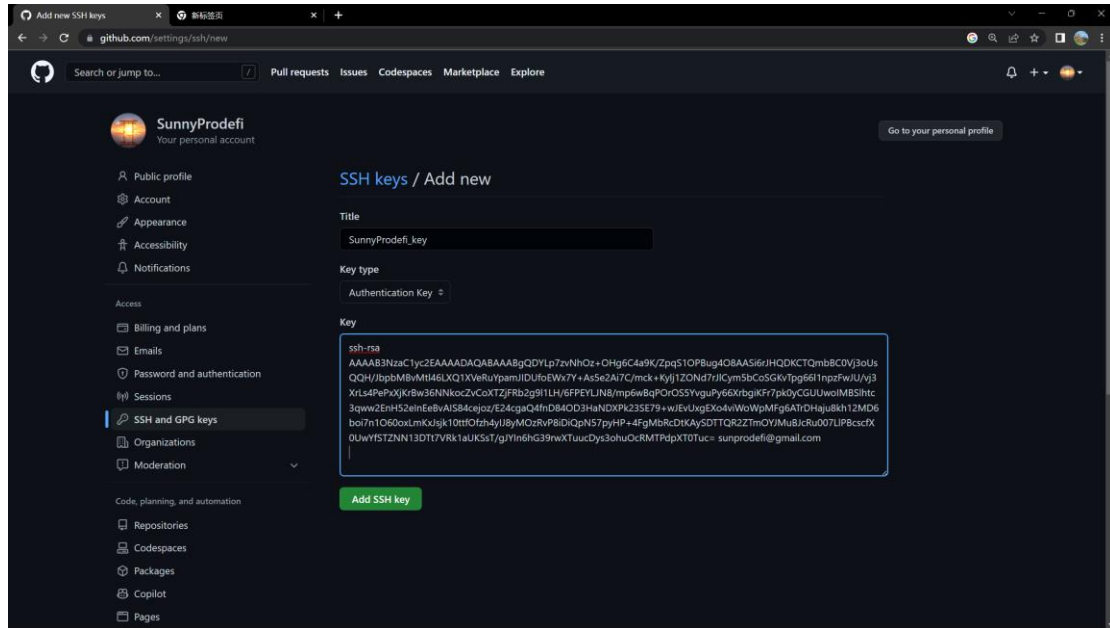 Add new SSH keys
新标签页
github.com/settings/ssh/new
Search or jump to...
/
Pull requests Issues Codespaces Marketplace Explore
SunnyProdefi
Your personal account
Go to your personal profile
Public profile
Account
Appearance
Accessibility
Notifications
Access
Billing and plans
Emails
Password and authentication
Sessions
SSH and GPG keys
Organizations
Moderation
Code, planning, and automation
Repositories
Codespaces
Packages
Copilot
Pages
SSH keys / Add new
Title
SunnyProdefi_key
Key type
Authentication Key
Key
ssh-rsa
sunprodefi@gmail.com
Add SSH key